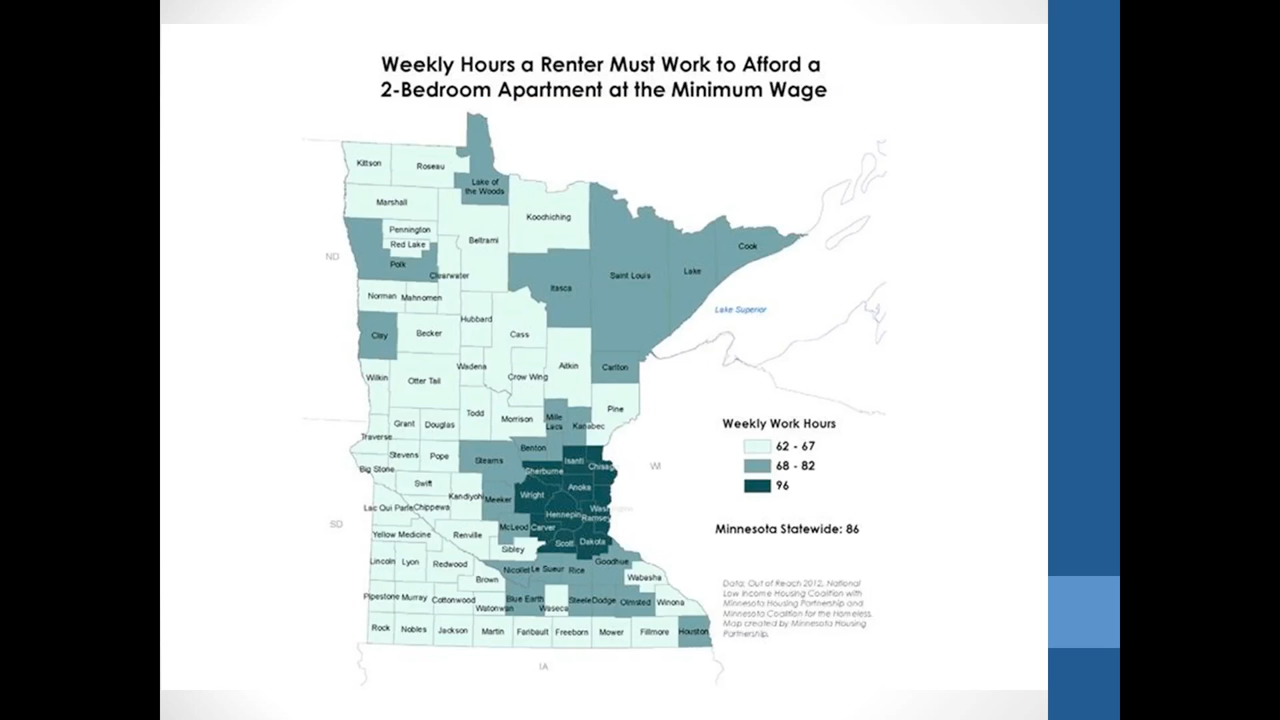 Weekly Hours a Renter Must Work to Afford a
2-Bedroom Apartment at the Minimum Wage
Kittson
Roseau
Lake of
the Woods
Marshall
Koochiching
Pennington
Red Lake
Beltrami
Cook
ND
Polk
Clearwater
Saint Louis
Lake
Itasca
Norman
Mahnomen
Lake Superior
Hubbard
Clay
Becker
Cass
Wadena
Aitkin
Carlton
Wilkin
Otter Tail
Crow Wing
Pine
Todd
Morrison
Mille
Lacs
Grant
Douglas
Kanabec
Traverse
Stevens
Pope
Benton
Big Stone
Stearns
Isanti
Sherburne
Chisag
WI
Swift
Anoka
Kandiyohi
Meeker
Wright
Lac Qui Parle
Chippewa
Hennepin
Washington
Ramsey
SD
McLeod
Carver
Yellow Medicine
Renville
Scott
Dakota
Sibley
Lincoln
Lyon
Redwood
Nicollet
Le Sueur
Rice
Goodhue
Brown
Wabasha
Pipestone
Murray
Cottonwood
Watonwan
Blue Earth
Waseca
Steele
Dodge
Olmsted
Winona
Rock
Nobles
Jackson
Martin
Faribault
Freeborn
Mower
Fillmore
Houston
IA
Weekly Work Hours
62 - 67
68 - 82
96
Minnesota Statewide: 86
Data: Out of Reach 2012, National
Low Income Housing Coalition with
Minnesota Housing Partnership and
Minnesota Coalition for the Homeless.
Map created by Minnesota Housing
Partnership.